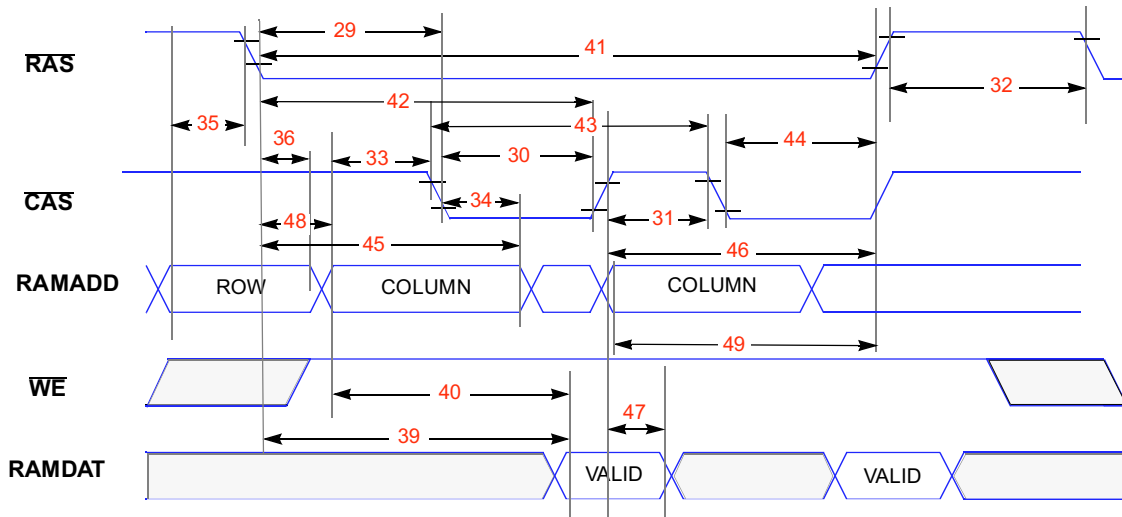 29
41
RAS
32
42
35
43
44
36
33
30
CAS
34
48
31
45
46
RAMADD
ROW
COLUMN
COLUMN
49
WE
40
47
39
RAMDAT
VALID
VALID